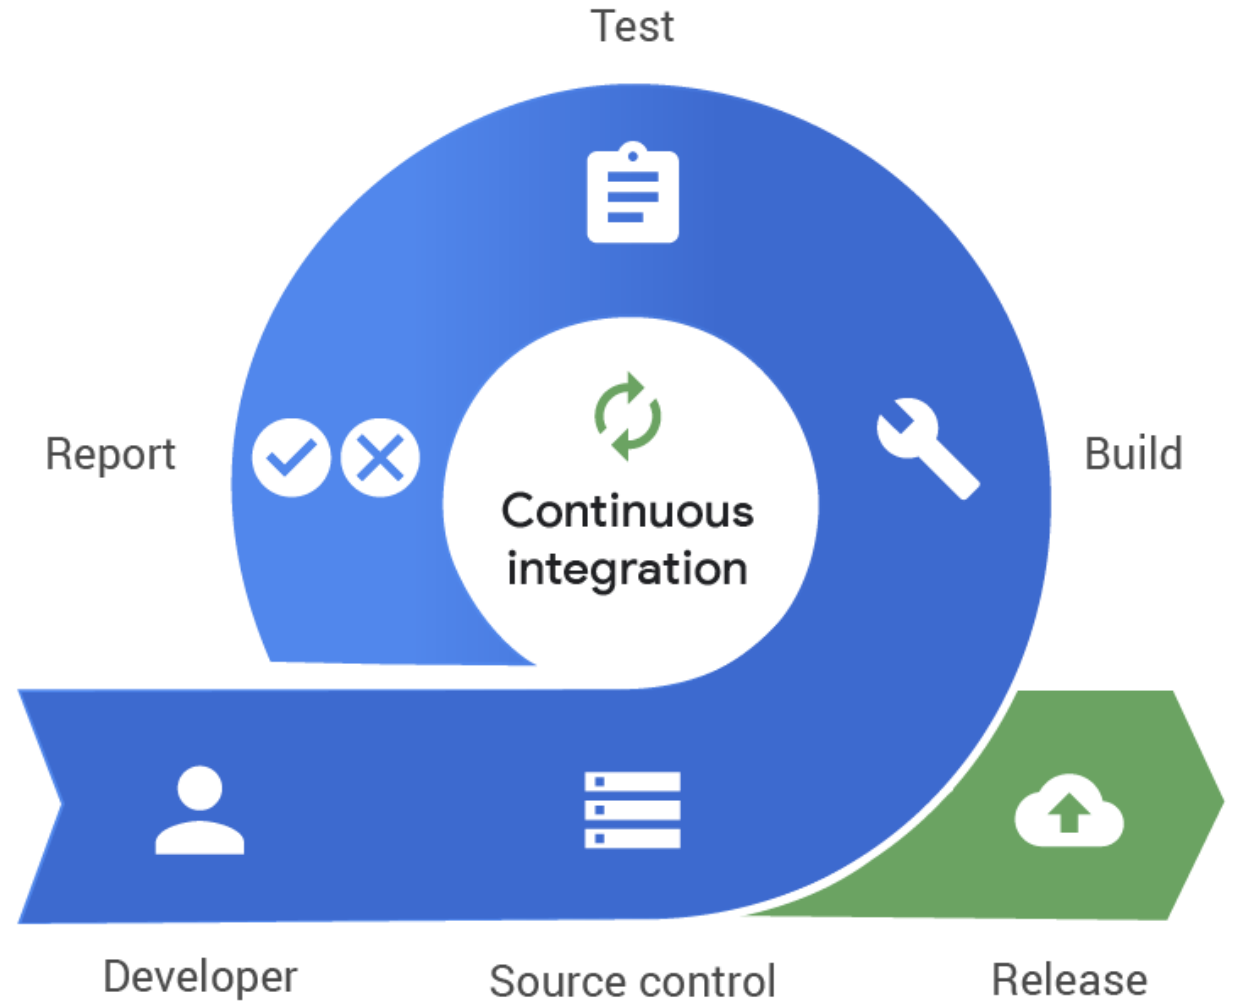 Test
Report
Continuous
integration
Build
Developer
Source control
Release